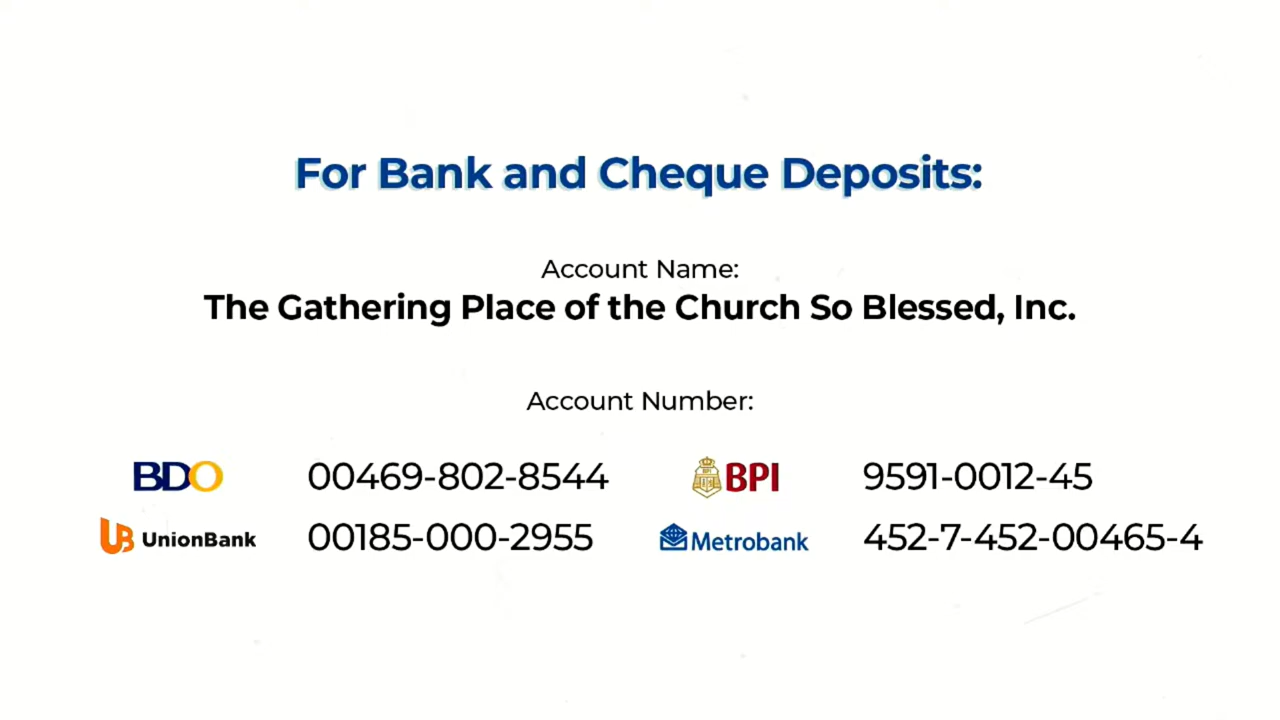 For Bank and Cheque Deposits:
Account Name:
The Gathering Place of the Church So Blessed, Inc.
Account Number:
BDO 00469-802-8544
BPI 9591-0012-45
UB UnionBank 00185-000-2955
Metrobank 452-7-452-00465-4